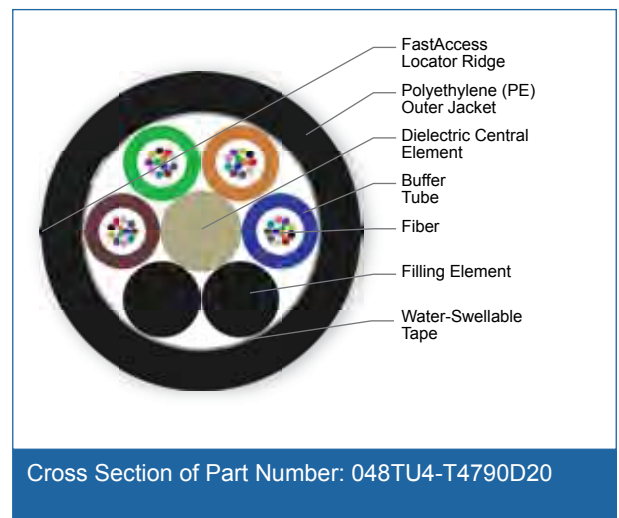 FastAccess
Locator Ridge
Polyethylene (PE)
Outer Jacket
Dielectric Central
Element
Buffer
Tube
Fiber
Filling Element
Water-Swellable
Tape
Cross Section of Part Number: 048TU4-T4790D20